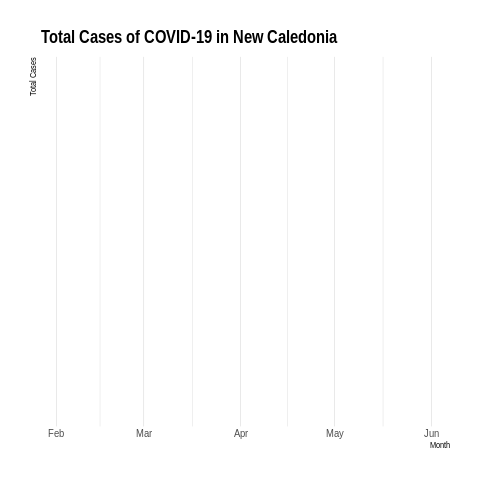 Total Cases of COVID-19 in New Caledonia
Total Cases
Feb Mar Apr May Jun
Month